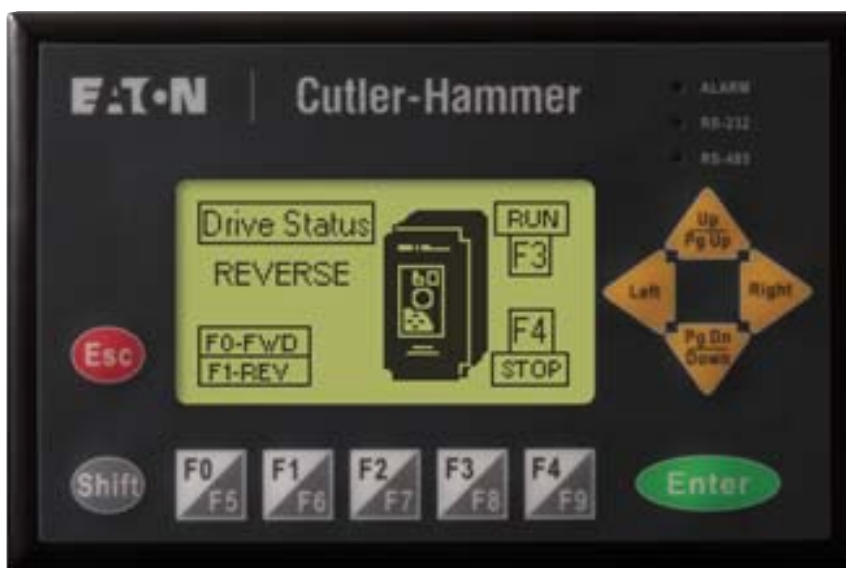 EATON
Cutler-Hammer
ALARM
RS-232
RS-485
Drive Status
REVERSE
F0-FWD
F1-REV
RUN
F3
F4
STOP
Up
Pg Up
Left
Right
Pg Dn
Down
Esc
Shift
F0
F5
F1
F6
F2
F7
F3
F8
F4
F9
Enter